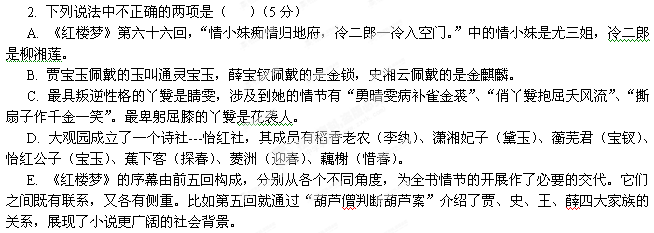 2. 下列说法中不正确的两项是（　　）（5 分）
A. 《红楼梦》第六十六回，“情小妹痴情归地府，冷二郎一冷入空门。”中的情小妹是尤三姐，冷二郎
是柳湘莲。
B. 贾宝玉佩戴的玉叫通灵宝玉，薛宝钗佩戴的是金锁，史湘云佩戴的是金麒麟。
C. 最具叛逆性格的丫鬟是晴雯，涉及到她的情节有“勇晴雯病补雀金裘”、“俏丫鬟抱屈夭风流”、“撕
扇子作千金一笑”。最卑躬屈膝的丫鬟是花袭人。
D. 大观园成立了一个诗社---怡红社，其成员有稻香老农（李纨）、潇湘妃子（黛玉）、蘅芜君（宝钗）、
怡红公子（宝玉）、蕉下客（探春）、菱洲（迎春）、藕榭（惜春）。
E. 《红楼梦》的序幕由前五回构成，分别从各个不同角度，为全书情节的开展作了必要的交代。它们
之间既有联系，又各有侧重。比如第五回就通过“葫芦僧判断葫芦案”介绍了贾、史、王、薛四大家族的
关系，展现了小说更广阔的社会背景。